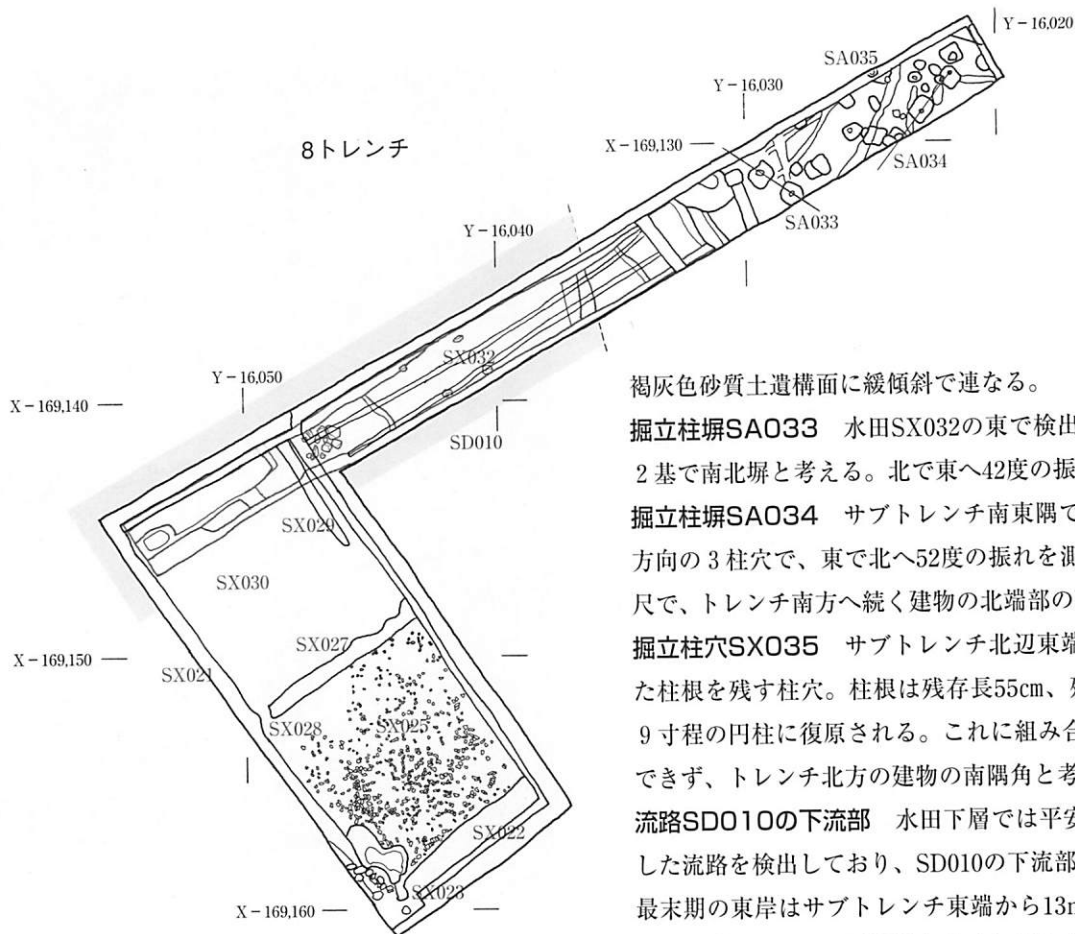 8トレンチ
Y－16,020
SA035
Y－16,030
X－169,130
SA034
SA033
Y－16,040
SX032
Y－16,050
X－169,140
SD010
SX029
SX030
SX027
X－169,150
SX021
SX028
SX025
SX022
SX023
X－169,160
褐灰色砂質土遺構面に緩傾斜で連なる。
掘立柱塀SA033　水田SX032の東で検出
2基で南北塀と考える。北で東へ42度の振
掘立柱塀SA034　サブトレンチ南東隅で
方向の3柱穴で、東で北へ52度の振れを測
尺で、トレンチ南方へ続く建物の北端部の
掘立柱穴SX035　サブトレンチ北辺東端
た柱根を残す柱穴。柱根は残存長55cm、残
9寸程の円柱に復原される。これに組み合
できず、トレンチ北方の建物の南隅角と考
流路SD010の下流部　水田下層では平安
した流路を検出しており、SD010の下流部
最末期の東岸はサブトレンチ東端から13m